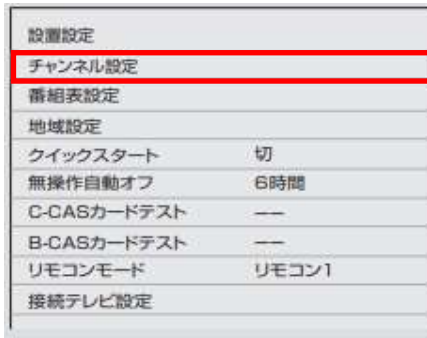 設置設定
チャンネル設定
番組表設定
地域設定
クイックスタート 切
無操作自動オフ 6時間
C-CASカードテスト ーー
B-CASカードテスト ーー
リモコンモード リモコン1
接続テレビ設定